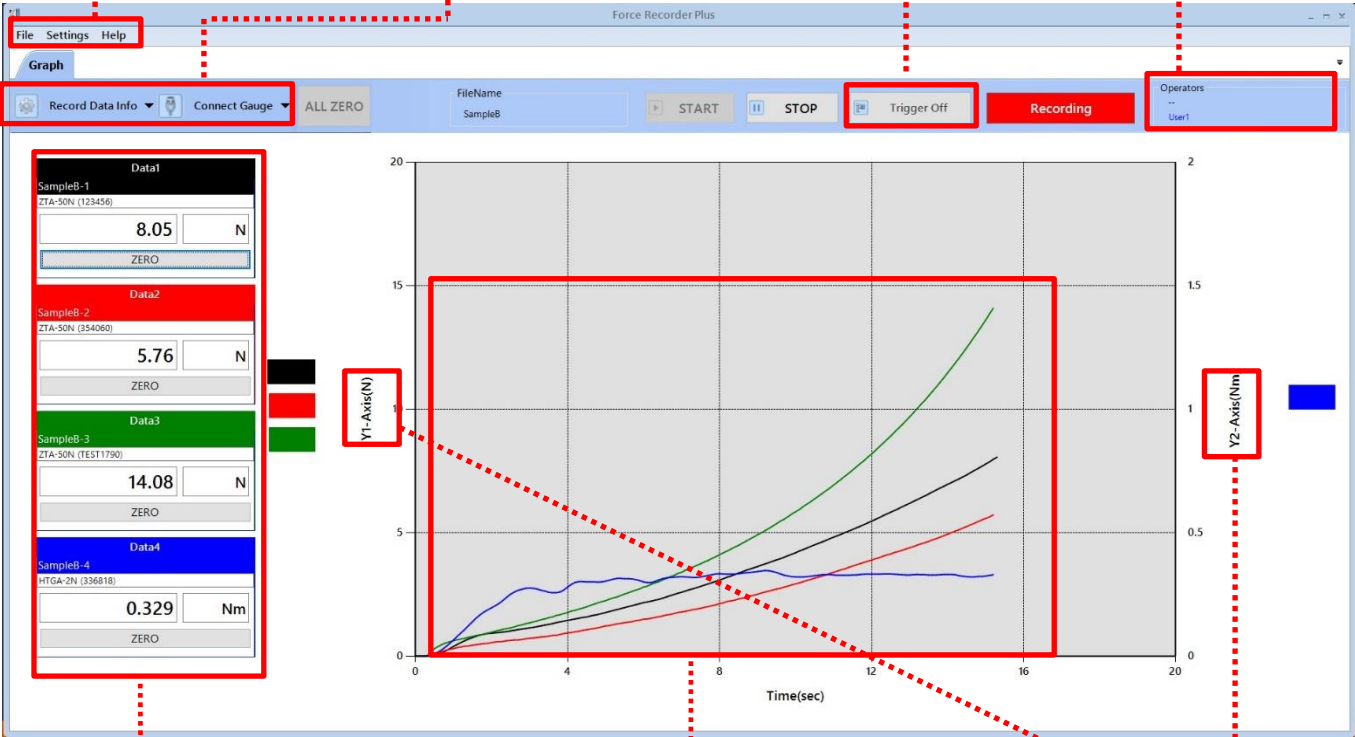 Force Recorder Plus
File Settings Help
Graph
Record Data Info
Connect Gauge
ALL ZERO
FileName
SampleB
START
STOP
Trigger Off
Recording
Operators
--
User1
Data1
SampleB-1
ZTA-50N (123456)
8.05 N
ZERO
Data2
SampleB-2
ZTA-50N (354060)
5.76 N
ZERO
Data3
SampleB-3
ZTA-50N (TEST1790)
14.08 N
ZERO
Data4
SampleB-4
HTGA-2N (336818)
0.329 Nm
ZERO
Y1-Axis(N)
20
15
10
5
0
0 4 8 12 16 20
Time(sec)
2
1.5
1
0.5
0
Y2-Axis(Nm